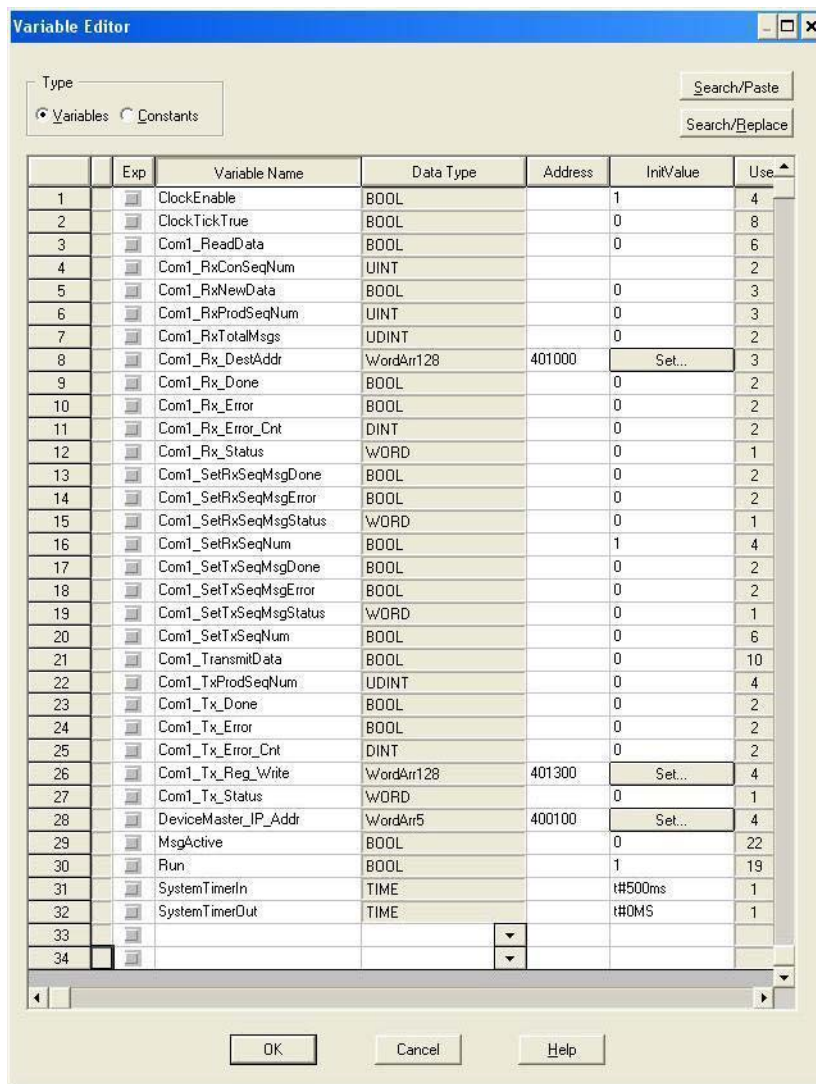 Variable Editor
Type
Variables Constants
Search/Paste
Search/Replace
Exp Variable Name Data Type Address InitValue Use
1 ClockEnable BOOL 1 4
2 ClockTickTrue BOOL 0 8
3 Com1_ReadData BOOL 0 6
4 Com1_RxConSeqNum UINT 2
5 Com1_RxNewData BOOL 0 3
6 Com1_RxProdSeqNum UINT 0 3
7 Com1_RxTotalMsgs UDINT 0 2
8 Com1_Rx_DestAddr WordArr128 401000 Set... 3
9 Com1_Rx_Done BOOL 0 2
10 Com1_Rx_Error BOOL 0 2
11 Com1_Rx_Error_Cnt DINT 0 2
12 Com1_Rx_Status WORD 0 1
13 Com1_SetRxSeqMsgDone BOOL 0 2
14 Com1_SetRxSeqMsgError BOOL 0 2
15 Com1_SetRxSeqMsgStatus WORD 0 1
16 Com1_SetRxSeqNum BOOL 1 4
17 Com1_SetTxSeqMsgDone BOOL 0 2
18 Com1_SetTxSeqMsgError BOOL 0 2
19 Com1_SetTxSeqMsgStatus WORD 0 1
20 Com1_SetTxSeqNum BOOL 0 6
21 Com1_TransmitData BOOL 0 10
22 Com1_TxProdSeqNum UDINT 0 4
23 Com1_Tx_Done BOOL 0 2
24 Com1_Tx_Error BOOL 0 2
25 Com1_Tx_Error_Cnt DINT 0 2
26 Com1_Tx_Reg_Write WordArr128 401300 Set... 4
27 Com1_Tx_Status WORD 0 1
28 DeviceMaster_IP_Addr WordArr5 400100 Set... 4
29 MsgActive BOOL 0 22
30 Run BOOL 1 19
31 SystemTimerIn TIME t#500ms 1
32 SystemTimerOut TIME t#0MS 1
33
34
OK Cancel Help